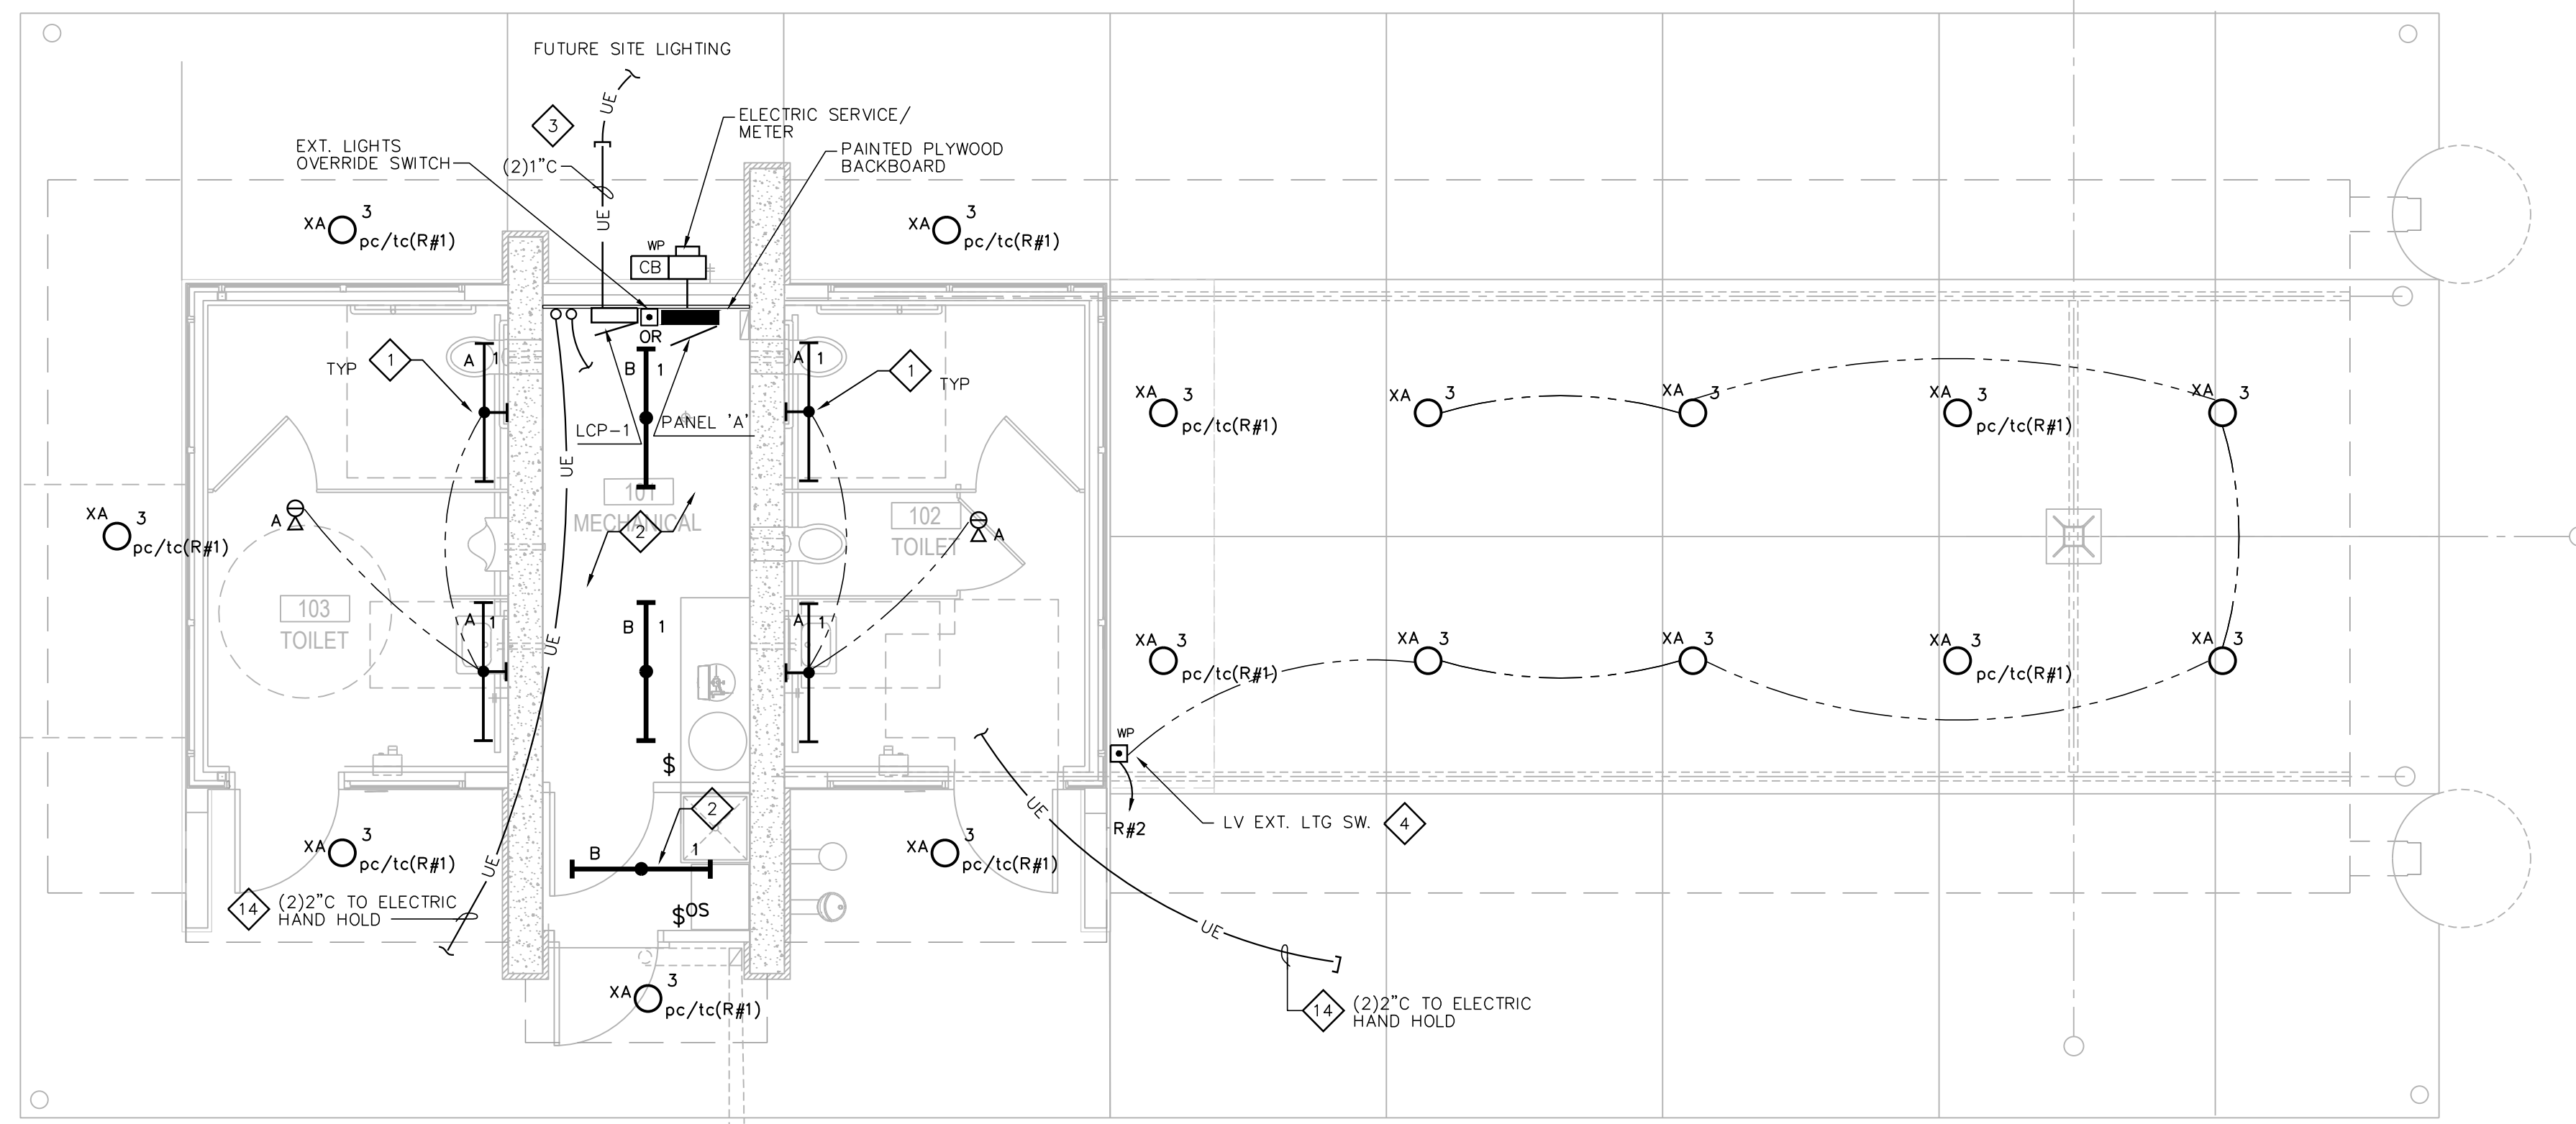 FUTURE SITE LIGHTING
UE
3
ELECTRIC SERVICE/
METER
EXT. LIGHTS
OVERRIDE SWITCH
(2)1"C
PAINTED PLYWOOD
BACKBOARD
UE
XA 3
pc/tc(R#1)
WP
CB
XA 3
pc/tc(R#1)
OR
TYP
1
A 1
B 1
A 1
1
TYP
LCP-1
PANEL 'A'
XA 3
pc/tc(R#1)
XA 3
XA 3
XA 3
pc/tc(R#1)
XA 3
UE
101
MECHANICAL
2
102
TOILET
A
A
XA 3
pc/tc(R#1)
103
TOILET
A 1
UE
B 1
A 1
XA 3
pc/tc(R#1)
XA 3
XA 3
XA 3
pc/tc(R#1)
XA 3
WP
$
2
UE
R#2
LV EXT. LTG SW.
4
XA 3
pc/tc(R#1)
B 1
XA 3
pc/tc(R#1)
UE
14
(2)2"C TO ELECTRIC
HAND HOLD
$OS
UE
XA 3
pc/tc(R#1)
14
(2)2"C TO ELECTRIC
HAND HOLD